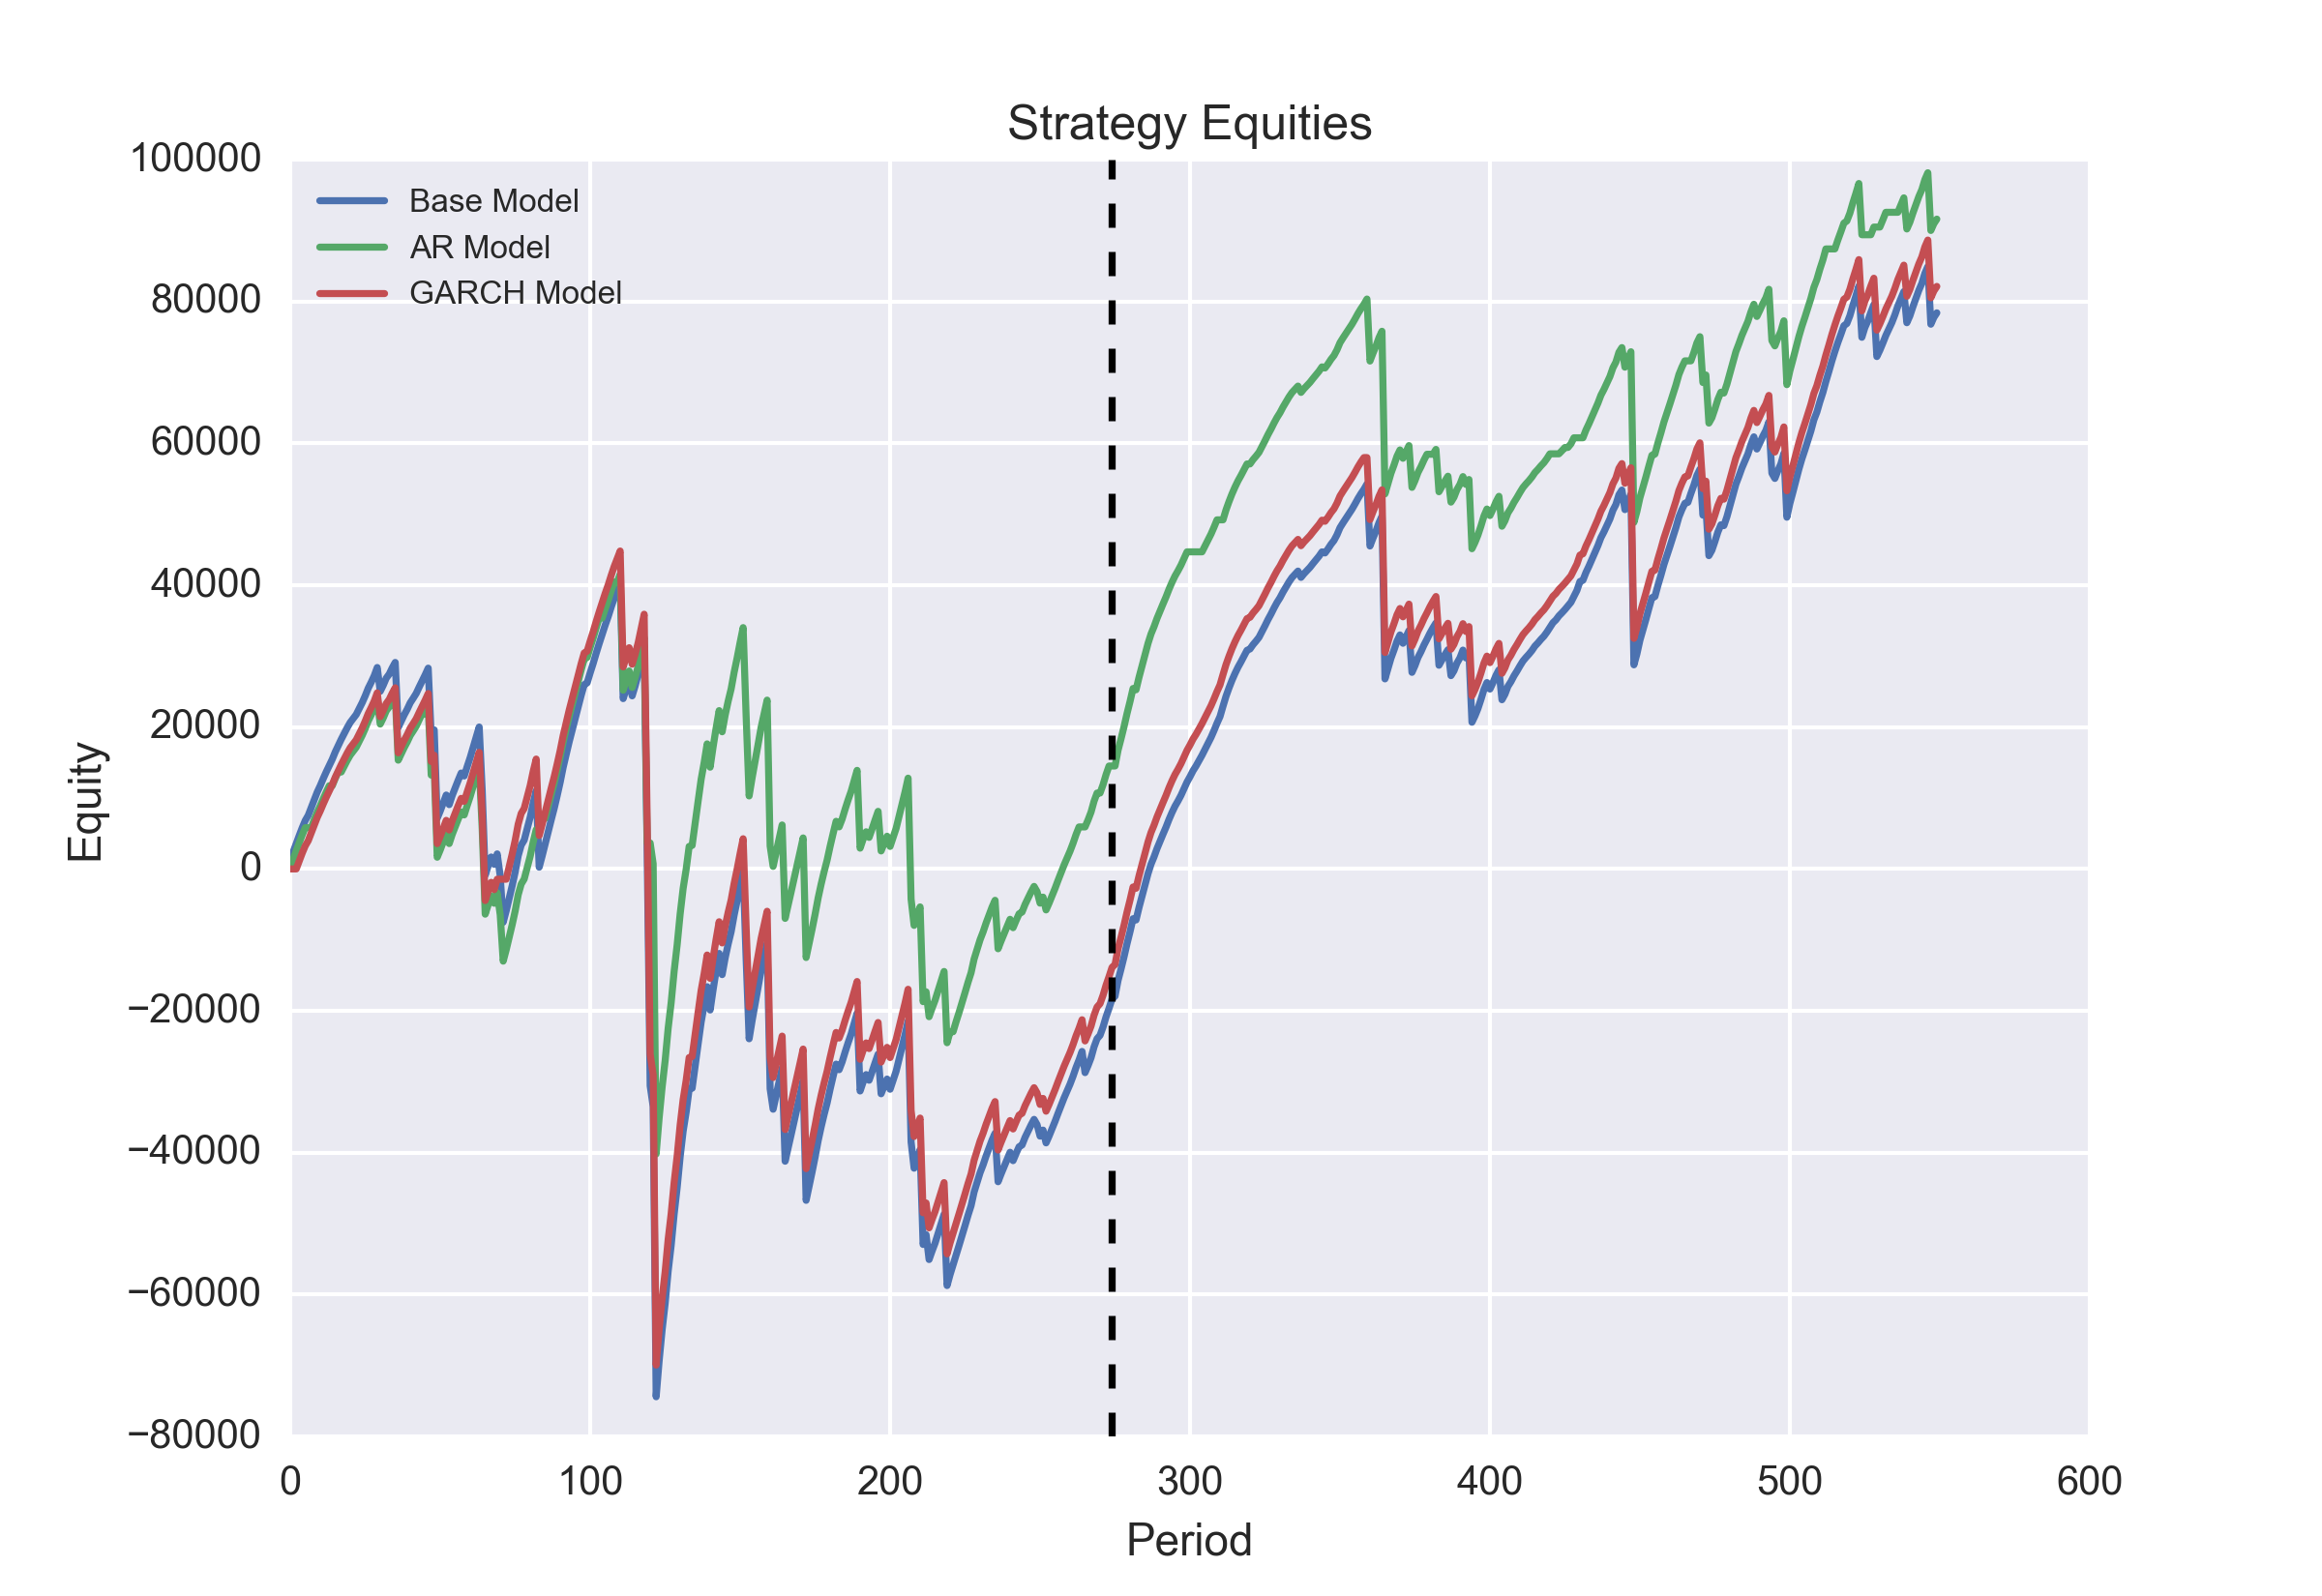 Strategy Equities
100000
80000
60000
40000
20000
0
−20000
−40000
−60000
−80000
Equity
Base Model
AR Model
GARCH Model
0 100 200 300 400 500 600
Period